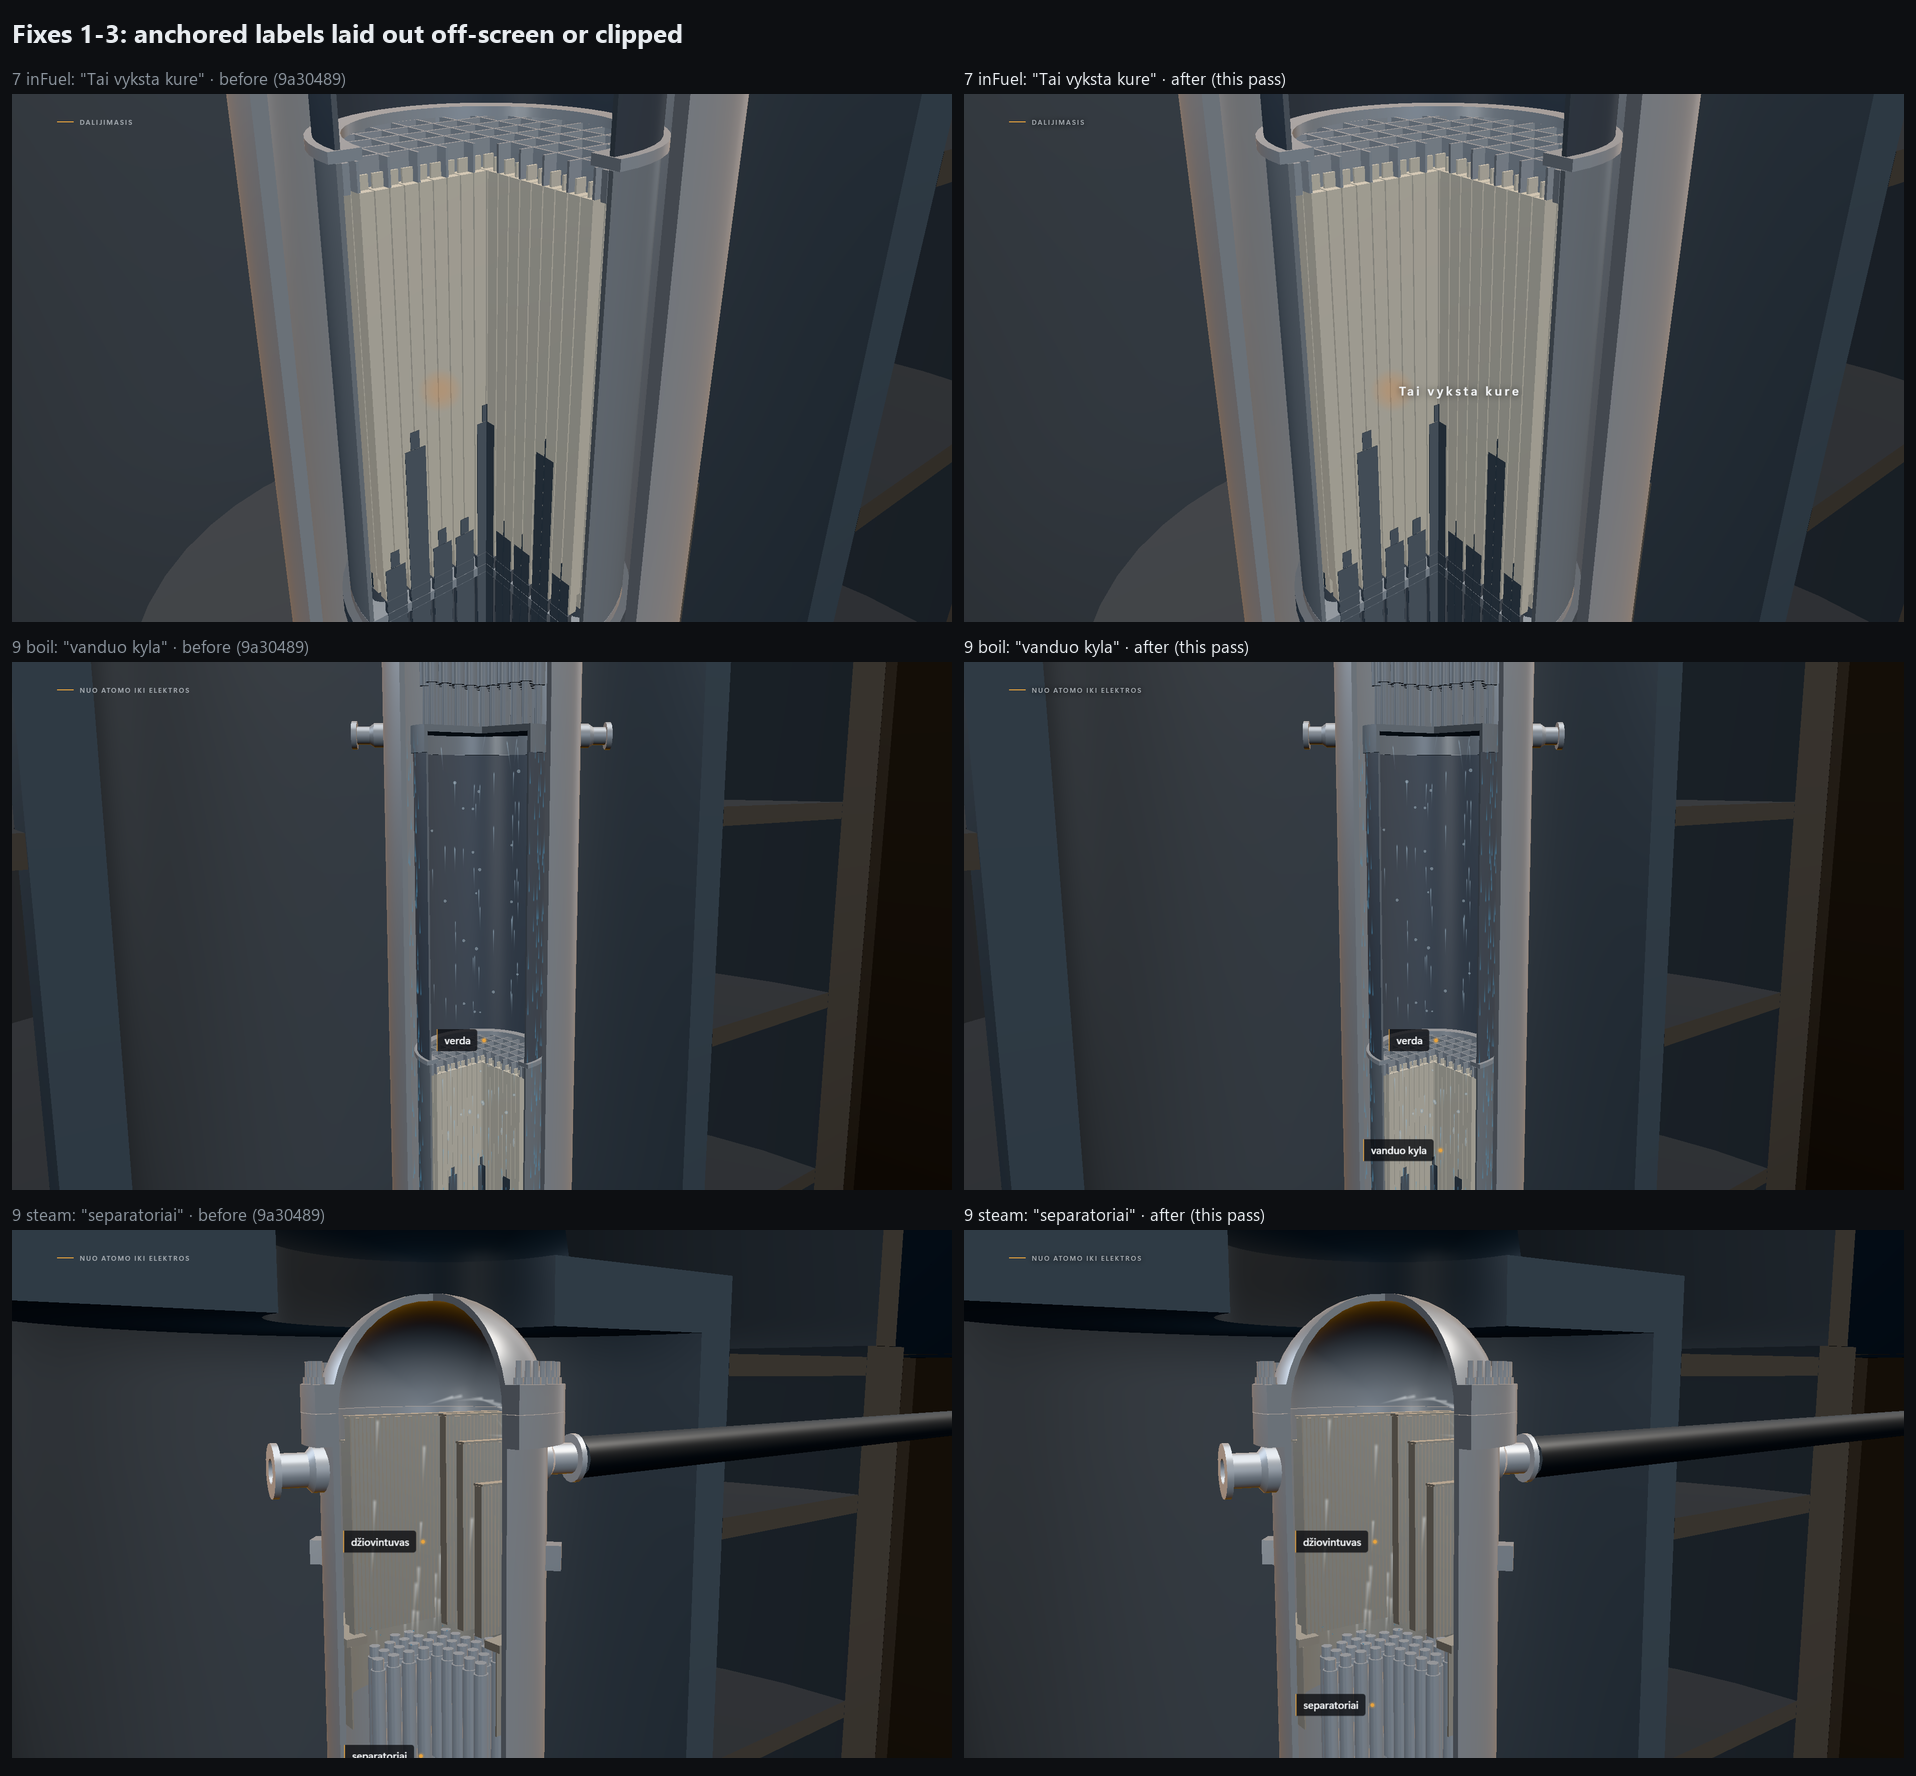 Fixes 1-3: anchored labels laid out off-screen or clipped
7 inFuel: "Tai vyksta kure" · before (9a30489)
7 inFuel: "Tai vyksta kure" · after (this pass)
DALIJIMASIS
DALIJIMASIS
Tai vyksta kure
9 boil: "vanduo kyla" · before (9a30489)
9 boil: "vanduo kyla" · after (this pass)
NUO ATOMO IKI ELEKTROS
NUO ATOMO IKI ELEKTROS
verda
verda
vanduo kyla
9 steam: "separatoriai" · before (9a30489)
9 steam: "separatoriai" · after (this pass)
NUO ATOMO IKI ELEKTROS
NUO ATOMO IKI ELEKTROS
džiovintuvas
džiovintuvas
separatoriai
separatoriai